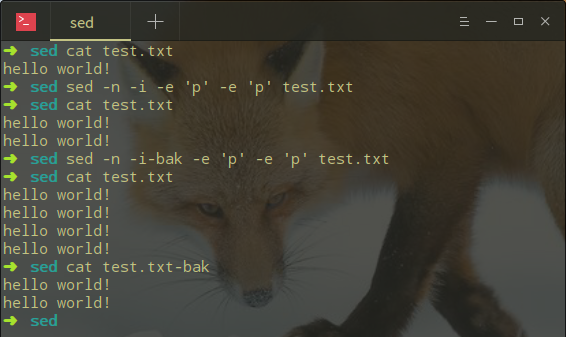 sed
➜ sed cat test.txt
hello world!
➜ sed sed -n -i -e 'p' -e 'p' test.txt
➜ sed cat test.txt
hello world!
hello world!
➜ sed sed -n -i-bak -e 'p' -e 'p' test.txt
➜ sed cat test.txt
hello world!
hello world!
hello world!
hello world!
➜ sed cat test.txt-bak
hello world!
hello world!
➜ sed